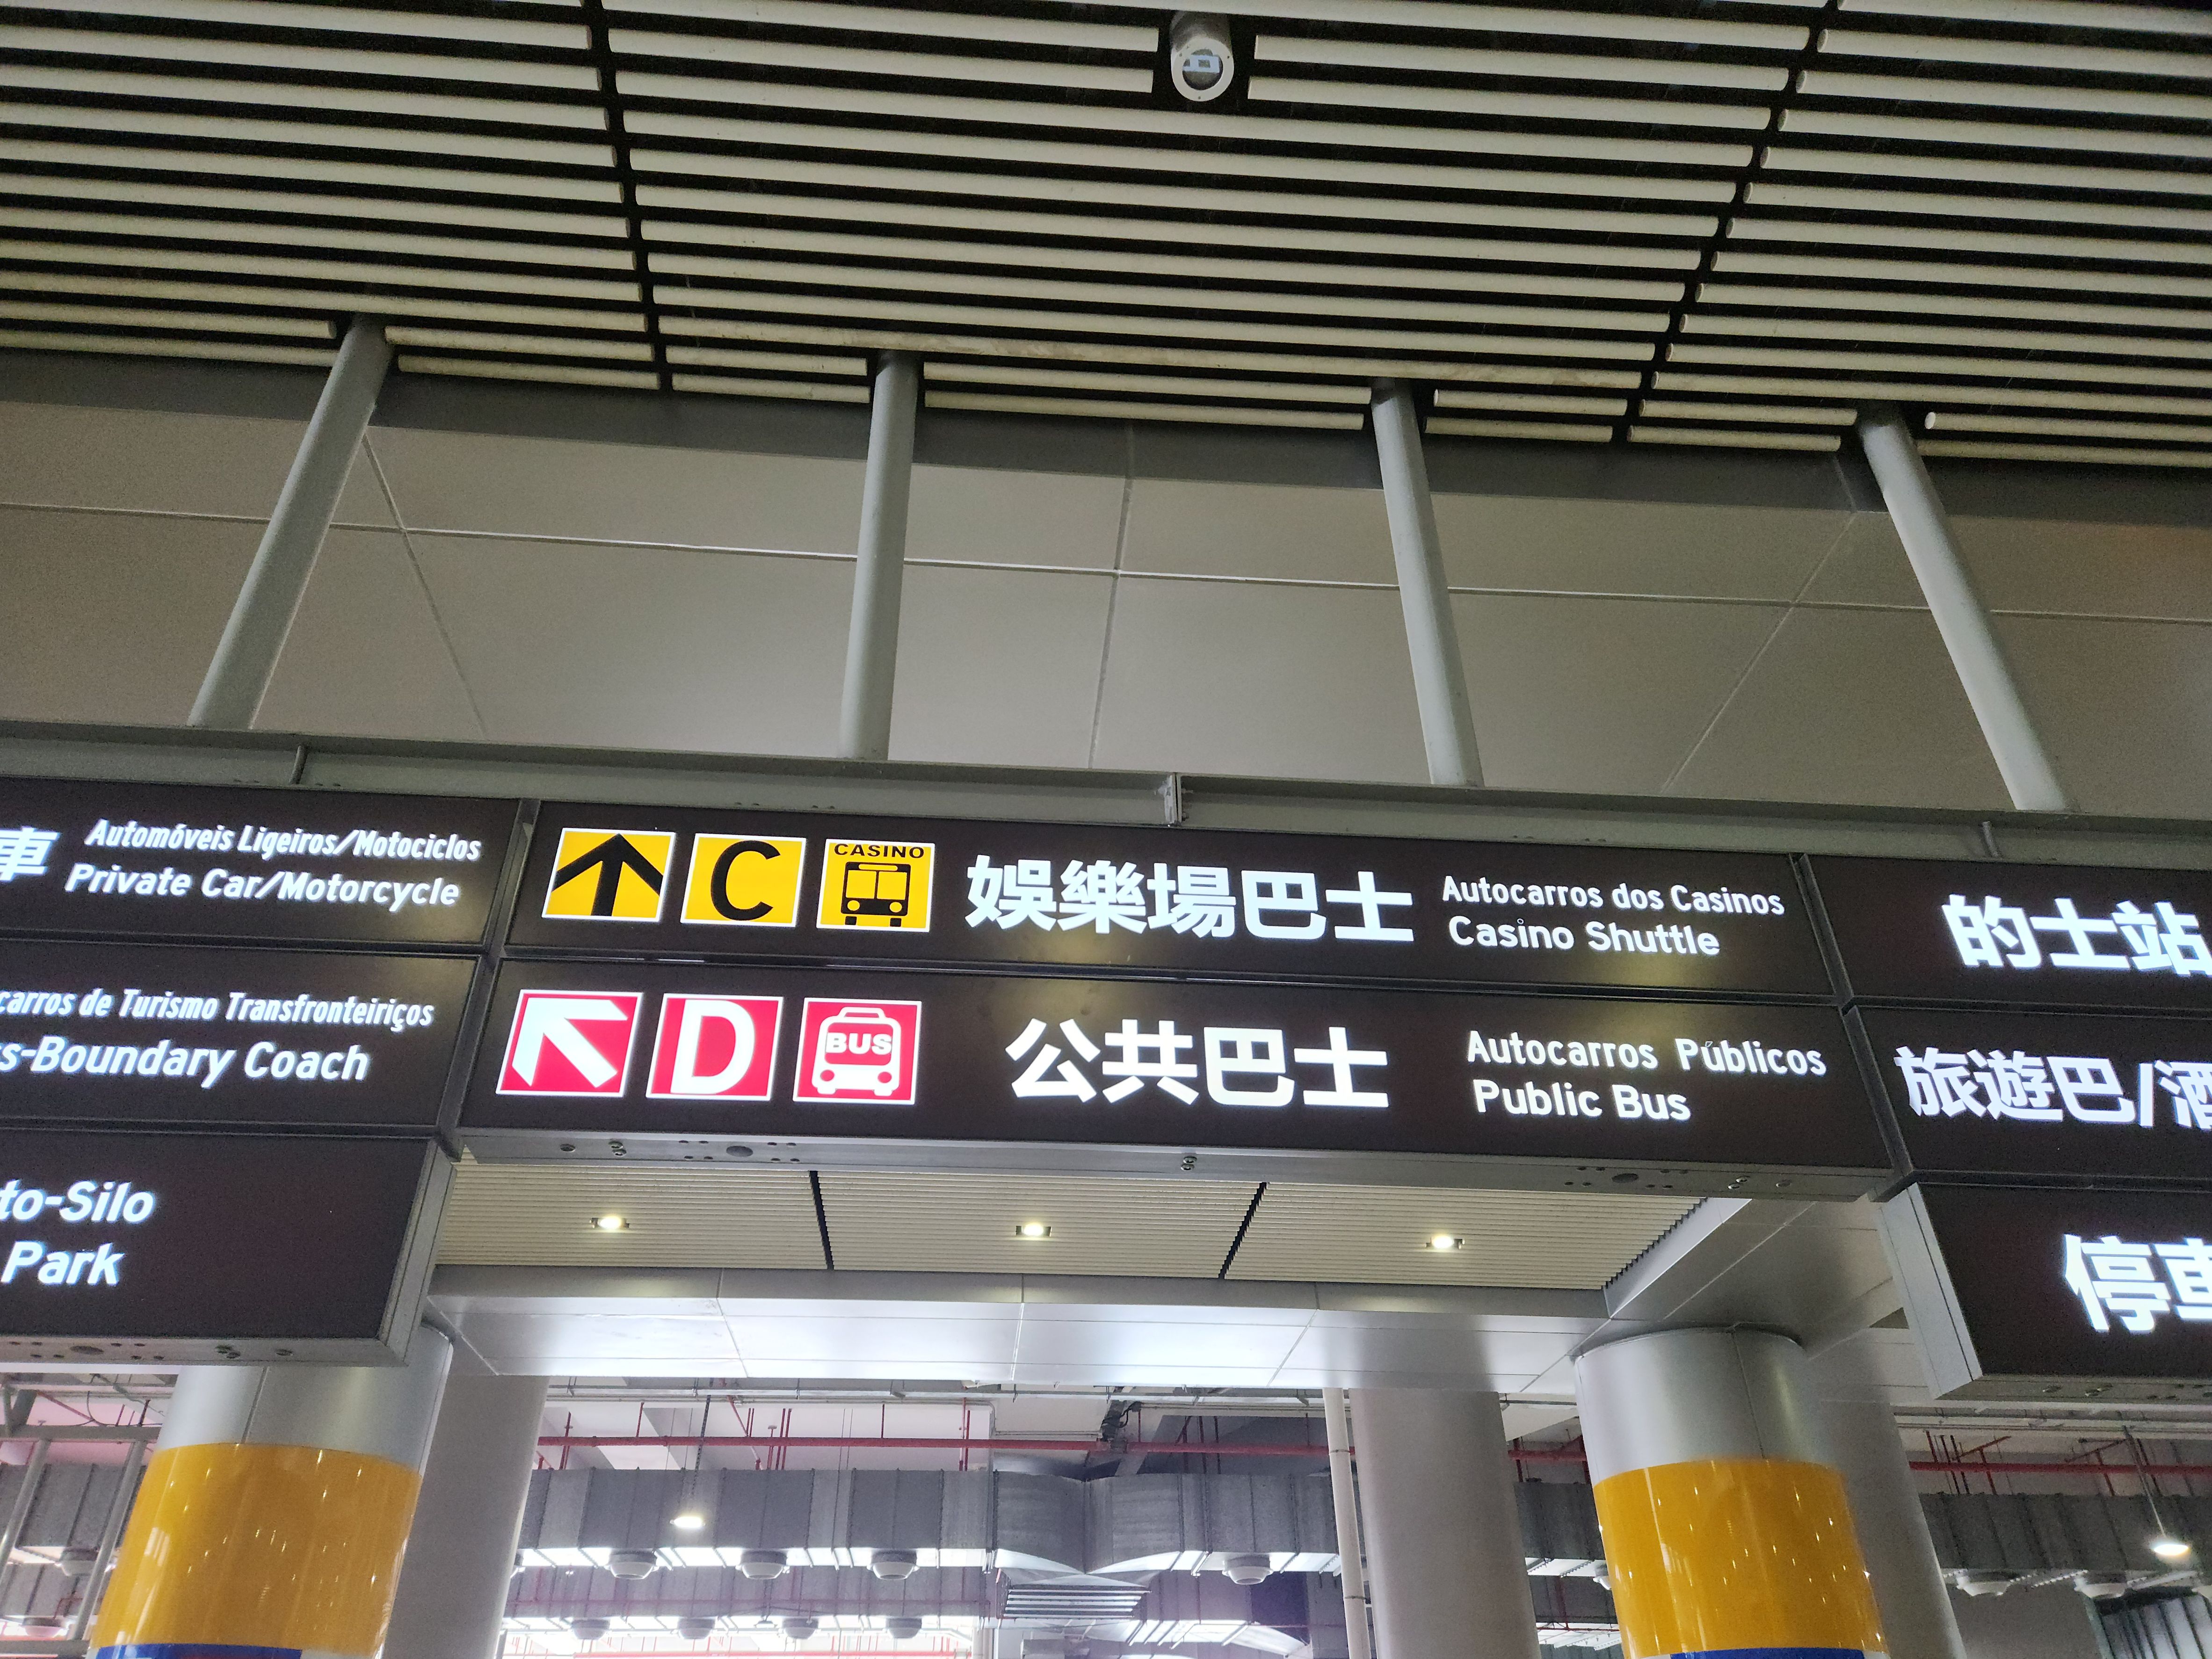 車
Automóveis Ligeiros/Motociclos
Private Car/Motorcycle
de Turismo Transfronteiriços
Boundary Coach
to-Silo
Park
C
CASINO
娛樂場巴士
Autocarros dos Casinos
Casino Shuttle
D
BUS
公共巴士
Autocarros Públicos
Public Bus
的士站
旅遊巴/酒
停車